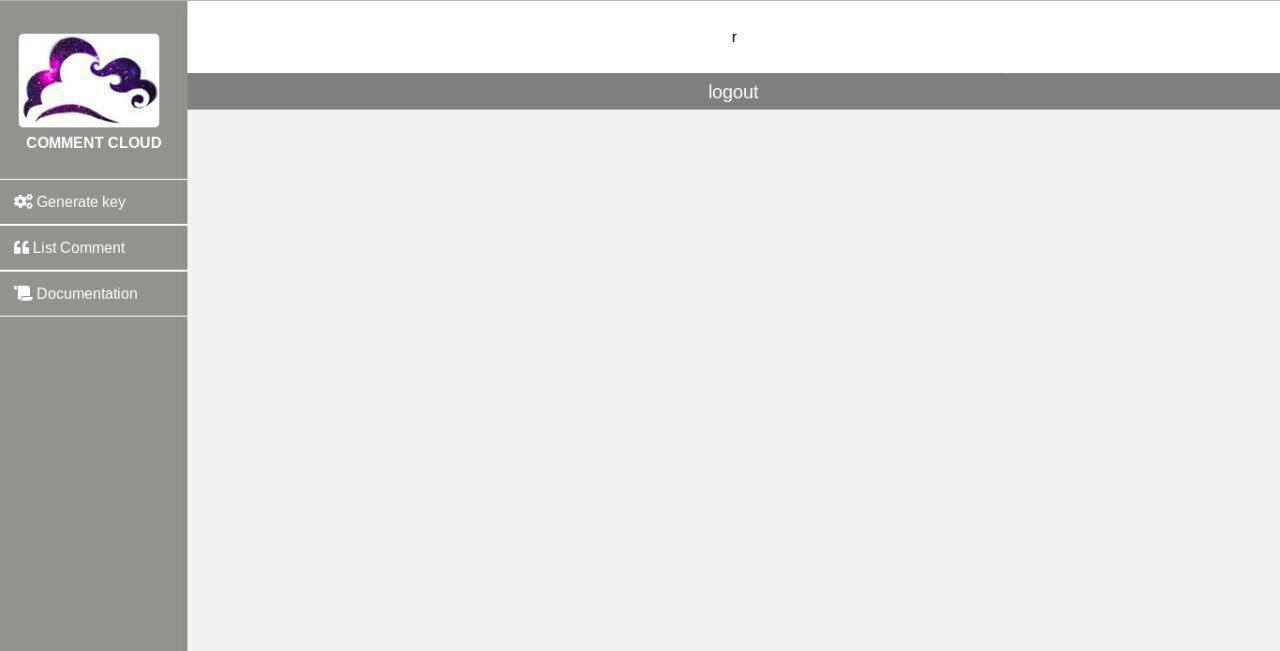 COMMENT CLOUD
Generate key
List Comment
Documentation
r
logout